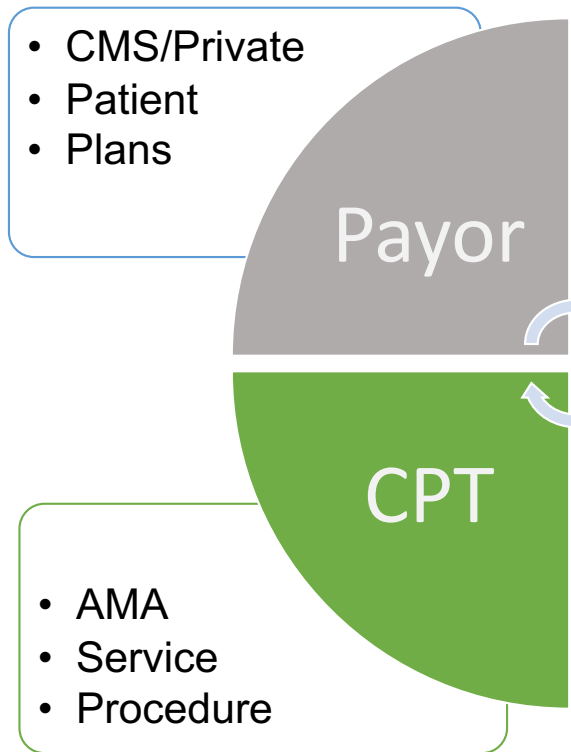 • CMS/Private
• Patient
• Plans
Payor
CPT
• AMA
• Service
• Procedure